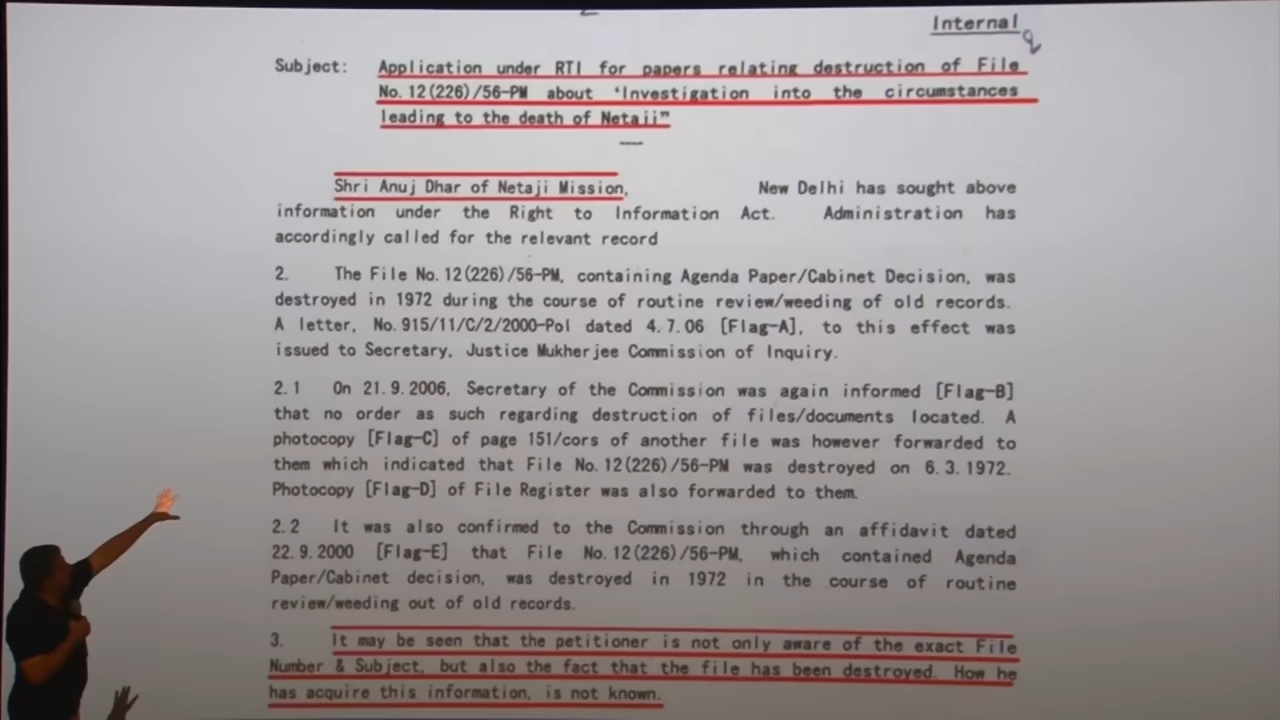 Internal
Subject: Application under RTI for papers relating destruction of File
No.12(226)/56-PM about 'Investigation into the circumstances
leading to the death of Netaji"
Shri Anuj Dhar of Netaji Mission, New Delhi has sought above
information under the Right to Information Act. Administration has
accordingly called for the relevant record
2. The File No.12(226)/56-PM, containing Agenda Paper/Cabinet Decision, was
destroyed in 1972 during the course of routine review/weeding of old records.
A letter, No.915/11/C/2/2000-Pol dated 4.7.06 [Flag-A], to this effect was
issued to Secretary, Justice Mukherjee Commission of Inquiry.
2.1 On 21.9.2006, Secretary of the Commission was again informed [Flag-B]
that no order as such regarding destruction of files/documents located. A
photocopy [Flag-C] of page 151/cors of another file was however forwarded to
them which indicated that File No.12(226)/56-PM was destroyed on 6.3.1972.
Photocopy [Flag-D] of File Register was also forwarded to them.
2.2 It was also confirmed to the Commission through an affidavit dated
22.9.2000 [Flag-E] that File No.12(226)/56-PM, which contained Agenda
Paper/Cabinet decision, was destroyed in 1972 in the course of routine
review/weeding out of old records.
3. It may be seen that the petitioner is not only aware of the exact File
Number & Subject, but also the fact that the file has been destroyed. How he
has acquire this information, is not known.